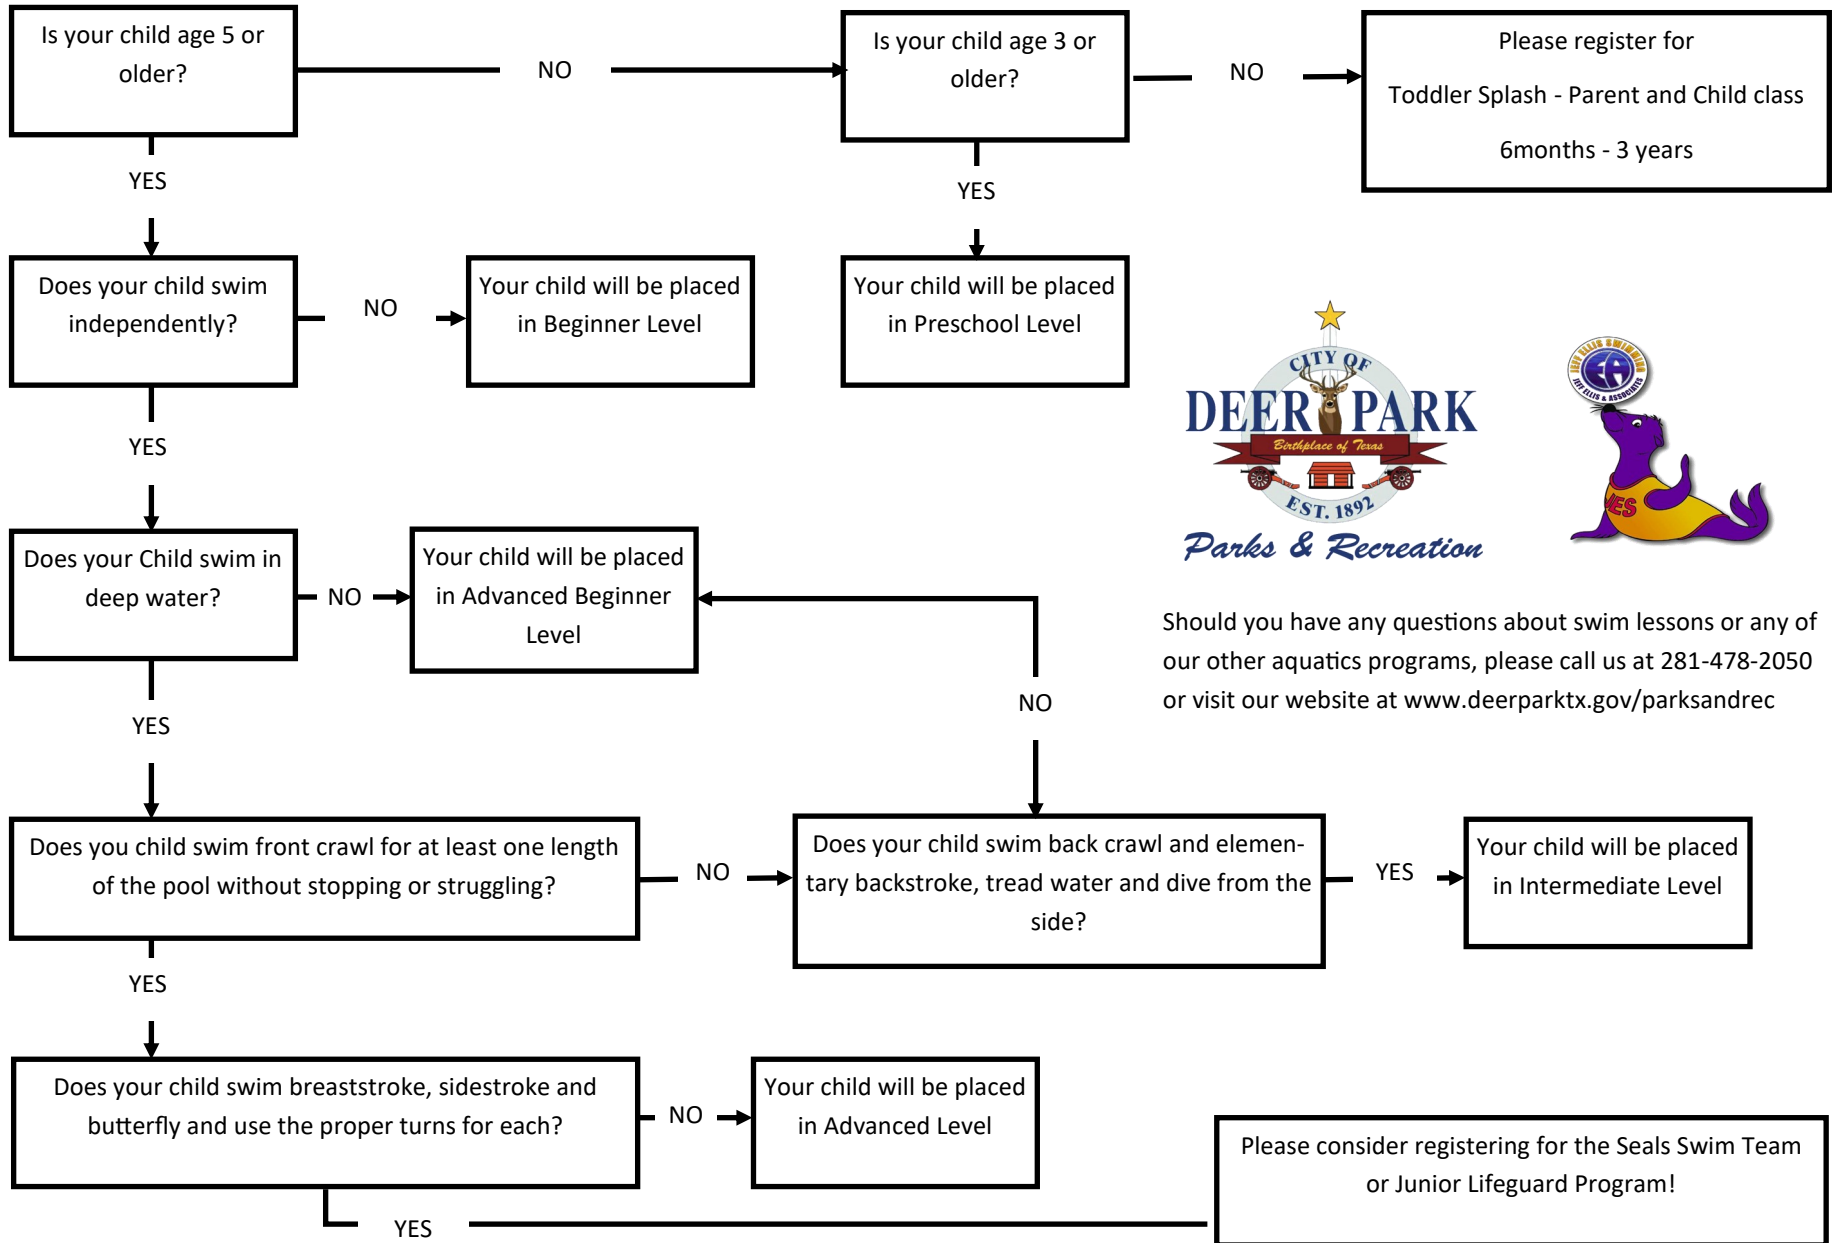 Is your child age 5 or
older?
NO
Is your child age 3 or
older?
NO
Please register for
Toddler Splash - Parent and Child class
6months - 3 years
YES
YES
Does your child swim
independently?
NO
Your child will be placed
in Beginner Level
Your child will be placed
in Preschool Level
CITY OF
DEER PARK
Birthplace of Texas
EST. 1892
Parks & Recreation
JEFF ELLIS SWIMMING
JEFF ELLIS & ASSOCIATES
JES
YES
Does your Child swim in
deep water?
NO
Your child will be placed
in Advanced Beginner
Level
Should you have any questions about swim lessons or any of
our other aquatics programs, please call us at 281-478-2050
or visit our website at www.deerparktx.gov/parksandrec
NO
YES
Does you child swim front crawl for at least one length
of the pool without stopping or struggling?
NO
Does your child swim back crawl and elemen-
tary backstroke, tread water and dive from the
side?
YES
Your child will be placed
in Intermediate Level
YES
Does your child swim breaststroke, sidestroke and
butterfly and use the proper turns for each?
NO
Your child will be placed
in Advanced Level
Please consider registering for the Seals Swim Team
or Junior Lifeguard Program!
YES